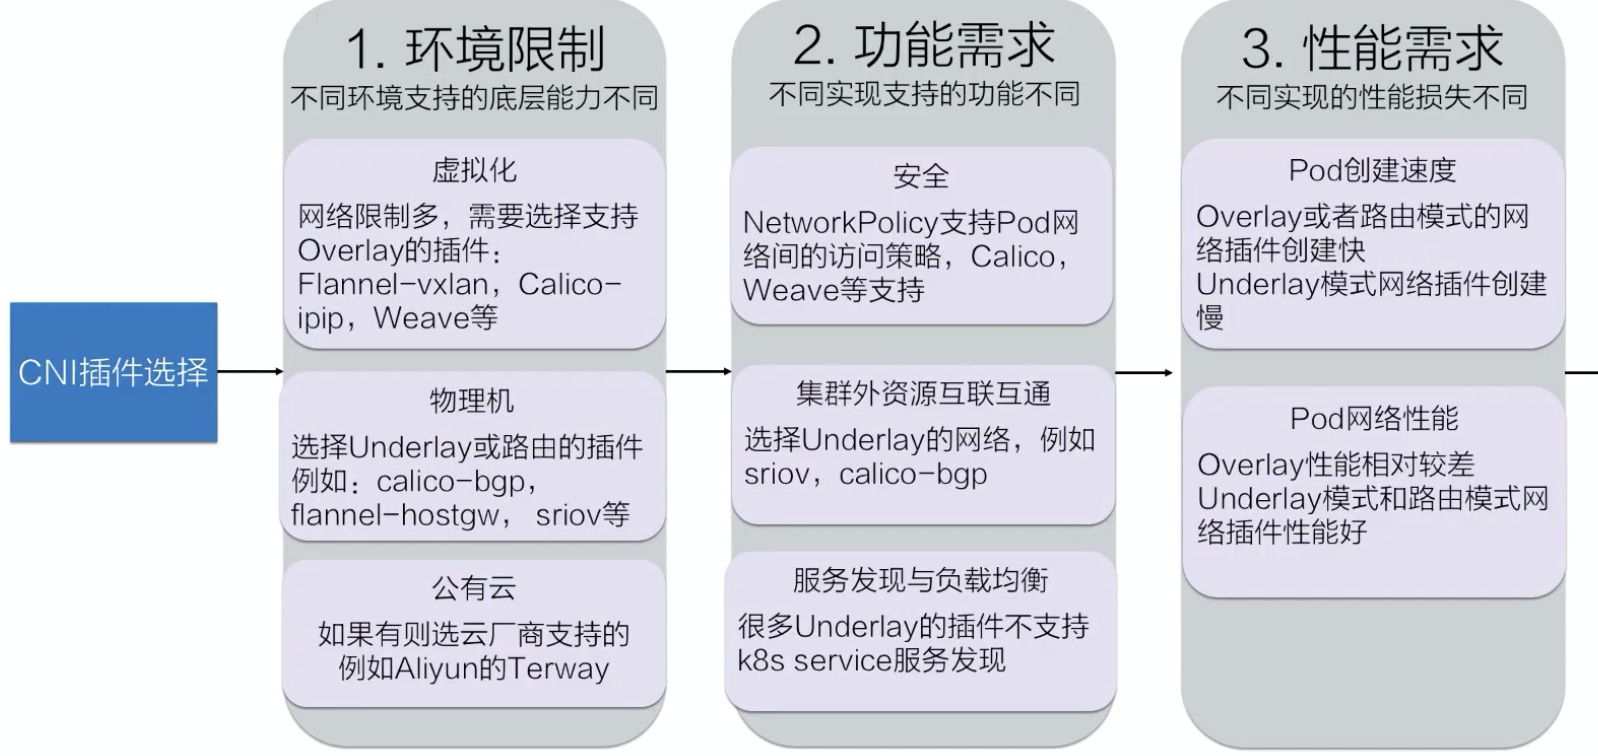 CNI插件选择
1. 环境限制
不同环境支持的底层能力不同
虚拟化
网络限制多，需要选择支持
Overlay的插件：
Flannel-vxlan，Calico-
ipip，Weave等
物理机
选择Underlay或路由的插件
例如：calico-bgp，
flannel-hostgw， sriov等
公有云
如果有则选云厂商支持的
例如Aliyun的Terway
2. 功能需求
不同实现支持的功能不同
安全
NetworkPolicy支持Pod网
络间的访问策略，Calico，
Weave等支持
集群外资源互联互通
选择Underlay的网络，例如
sriov，calico-bgp
服务发现与负载均衡
很多Underlay的插件不支持
k8s service服务发现
3. 性能需求
不同实现的性能损失不同
Pod创建速度
Overlay或者路由模式的网
络插件创建快
Underlay模式网络插件创建
慢
Pod网络性能
Overlay性能相对较差
Underlay模式和路由模式网
络插件性能好